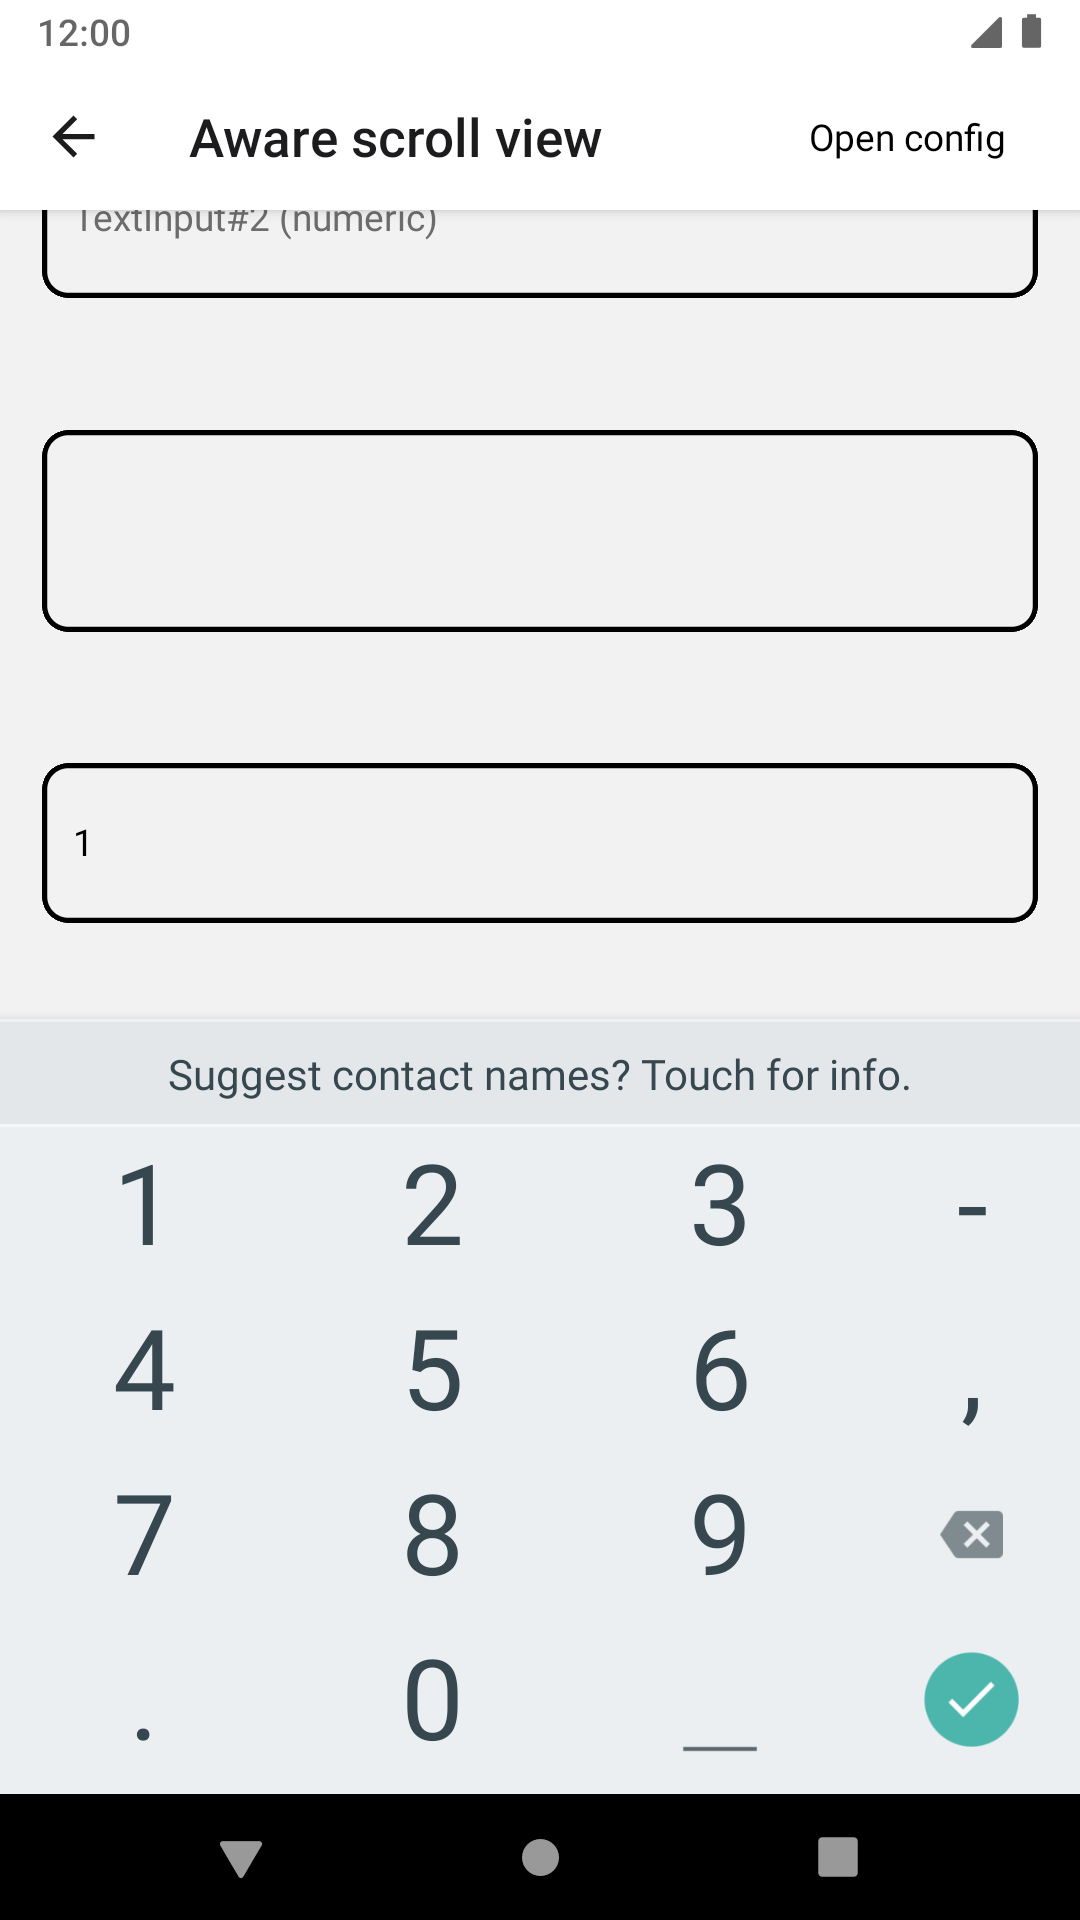 12:00
Aware scroll view
Open config
TextInput#2 (numeric)
1
Suggest contact names? Touch for info.
1 2 3 -
4 5 6 ,
7 8 9
. 0 _